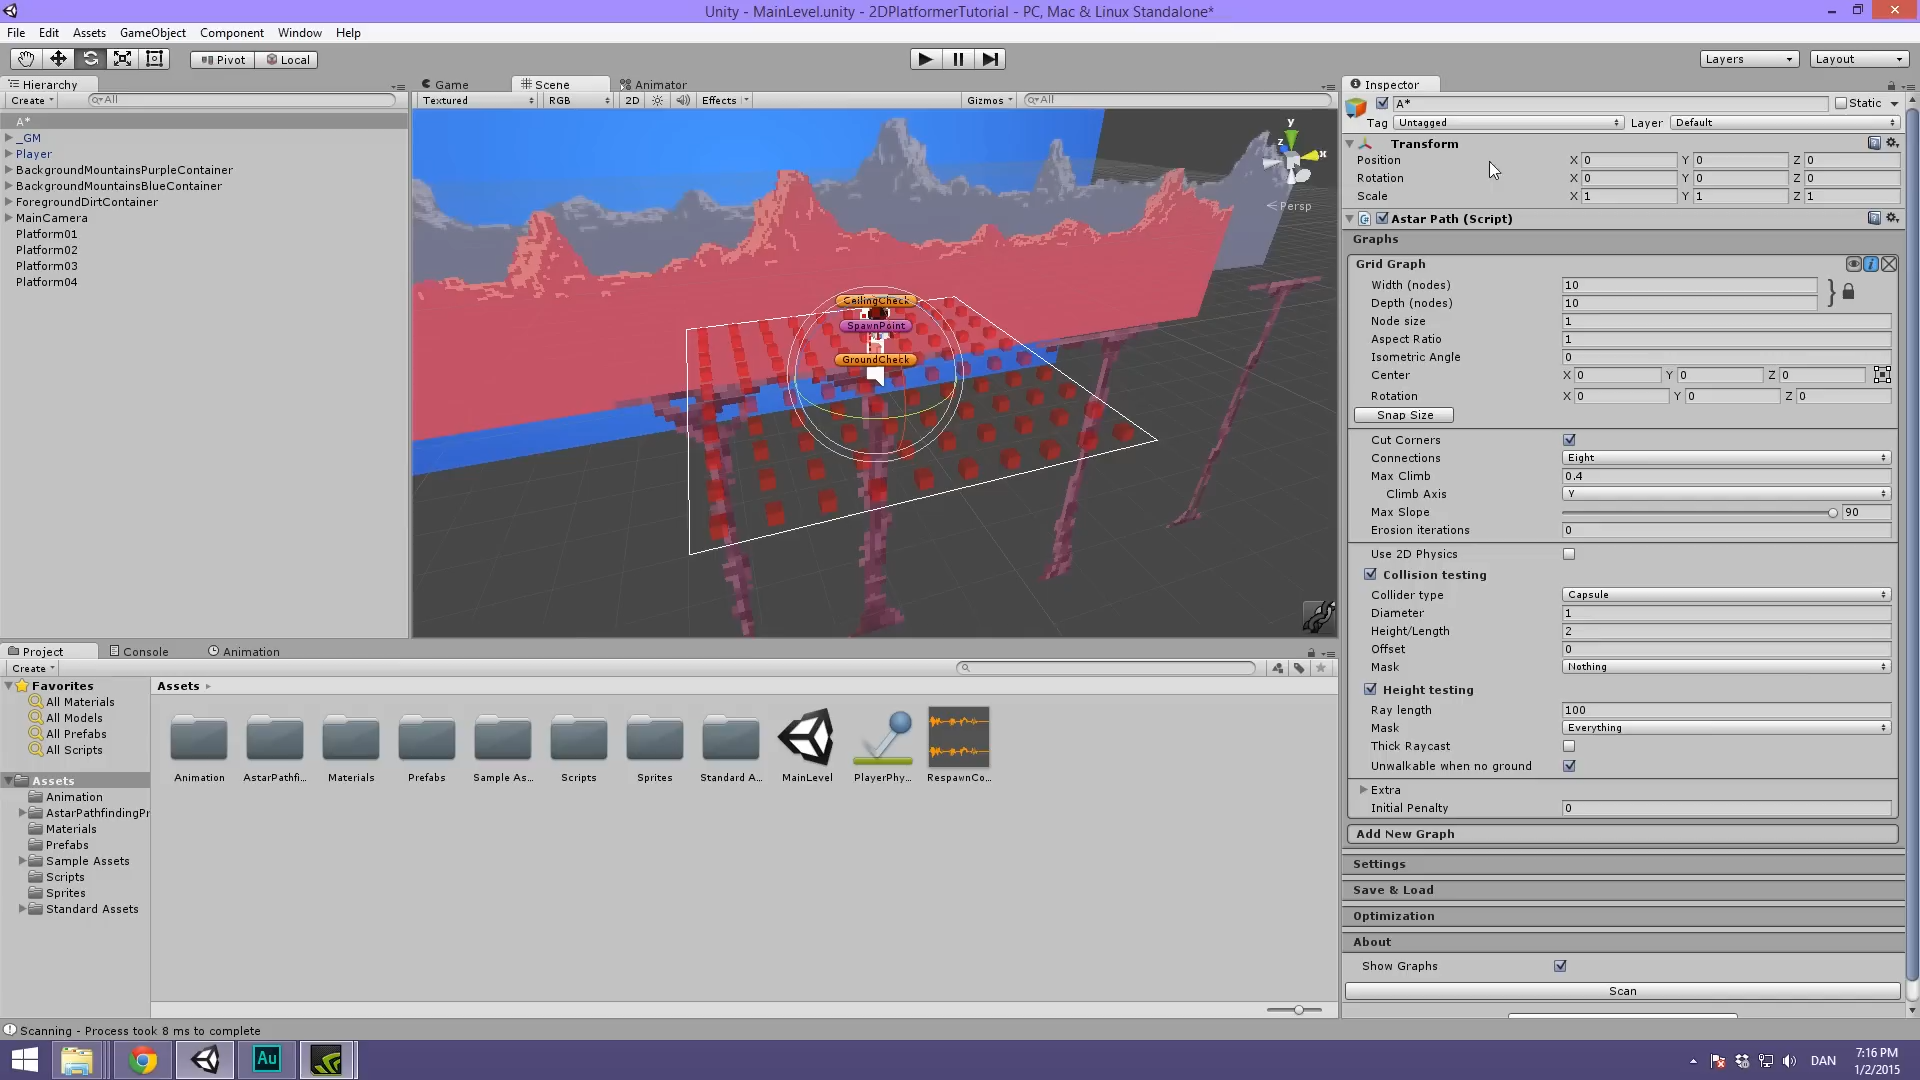 Unity - MainLevel.unity - 2DPlatformerTutorial - PC, Mac & Linux Standalone*
File Edit Assets GameObject Component Window Help
Pivot Local Layers Layout
Hierarchy
Create All
A*
_GM
Player
BackgroundMountainsPurpleContainer
BackgroundMountainsBlueContainer
ForegroundDirtContainer
MainCamera
Platform01
Platform02
Platform03
Platform04
Game Scene Animator
Textured RGB 2D Effects Gizmos All
y
z x
Persp
CeilingCheck
SpawnPoint
GroundCheck
Inspector
A* Static
Tag Untagged Layer Default
Transform
Position X 0 Y 0 Z 0
Rotation X 0 Y 0 Z 0
Scale X 1 Y 1 Z 1
Astar Path (Script)
Graphs
Grid Graph
Width (nodes) 10
Depth (nodes) 10
Node size 1
Aspect Ratio 1
Isometric Angle 0
Center X 0 Y 0 Z 0
Rotation X 0 Y 0 Z 0
Snap Size
Cut Corners
Connections Eight
Max Climb 0.4
Climb Axis Y
Max Slope 90
Erosion iterations 0
Use 2D Physics
Collision testing
Collider type Capsule
Diameter 1
Height/Length 2
Offset 0
Mask Nothing
Height testing
Ray length 100
Mask Everything
Thick Raycast
Unwalkable when no ground
Extra
Initial Penalty 0
Add New Graph
Settings
Save & Load
Optimization
About
Show Graphs
Scan
Project Console Animation
Create
Favorites
All Materials
All Models
All Prefabs
All Scripts
Assets
Animation
AstarPathfindingPr
Materials
Prefabs
Sample Assets
Scripts
Sprites
Standard Assets
Assets
Animation AstarPathfi... Materials Prefabs Sample As... Scripts Sprites Standard A... MainLevel PlayerPhy... RespawnCo...
Scanning - Process took 8 ms to complete
Au
DAN
7:16 PM
1/2/2015